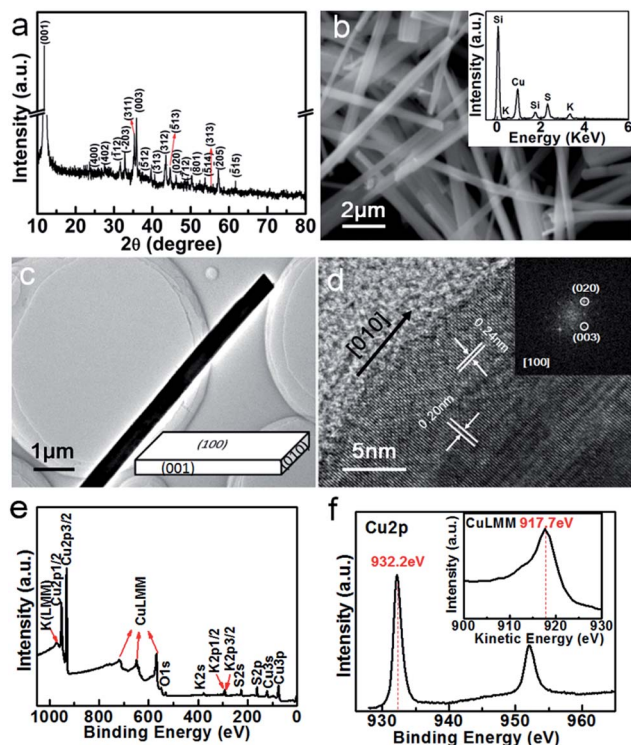 a
Intensity (a.u.)
(001)
(400)
(-402)
(-112)
(-203)
(311)
(003)
(-512)
(-313)
(312)
(-513)
(020)
(-712)
(801)
(-514)
(313)
(205)
(-515)
10 20 30 40 50 60 70 80
2θ (degree)
b
2μm
Intensity (a.u.)
Si
K
Cu
Si
S
K
0 2 4 6
Energy (KeV)
c
1μm
(100)
(001)
(010)
d
[010]
0.24nm
0.20nm
5nm
(020)
(003)
[100]
e
Intensity (a.u.)
K(LMM)
Cu2p1/2
Cu2p3/2
CuLMM
O1s
K2s
K2p1/2
K2p3/2
S2s
S2p
Cu3s
Cu3p
1000 800 600 400 200 0
Binding Energy (eV)
f
Intensity (a.u.)
Cu2p
932.2eV
CuLMM 917.7eV
Intensity (a.u.)
900 910 920 930
Kinetic Energy (eV)
930 940 950 960
Binding Energy (eV)